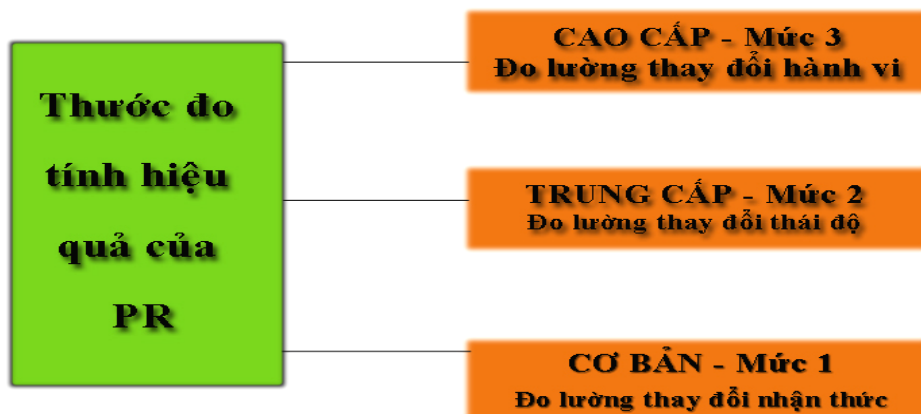 Thước đo
tính hiệu
quả của
PR
CAO CẤP - Mức 3
Đo lường thay đổi hành vi
TRUNG CẤP - Mức 2
Đo lường thay đổi thái độ
CƠ BẢN - Mức 1
Đo lường thay đổi nhận thức